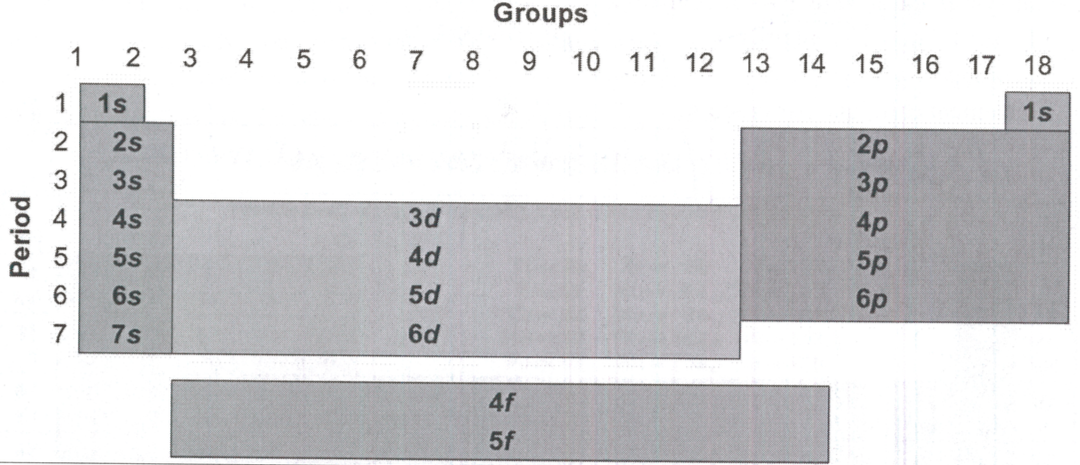 Groups
1 2 3 4 5 6 7 8 9 10 11 12 13 14 15 16 17 18
1 1s 1s
2 2s 2p
3 3s 3p
4 4s 3d 4p
5 5s 4d 5p
6 6s 5d 6p
7 7s 6d
Period
4f
5f